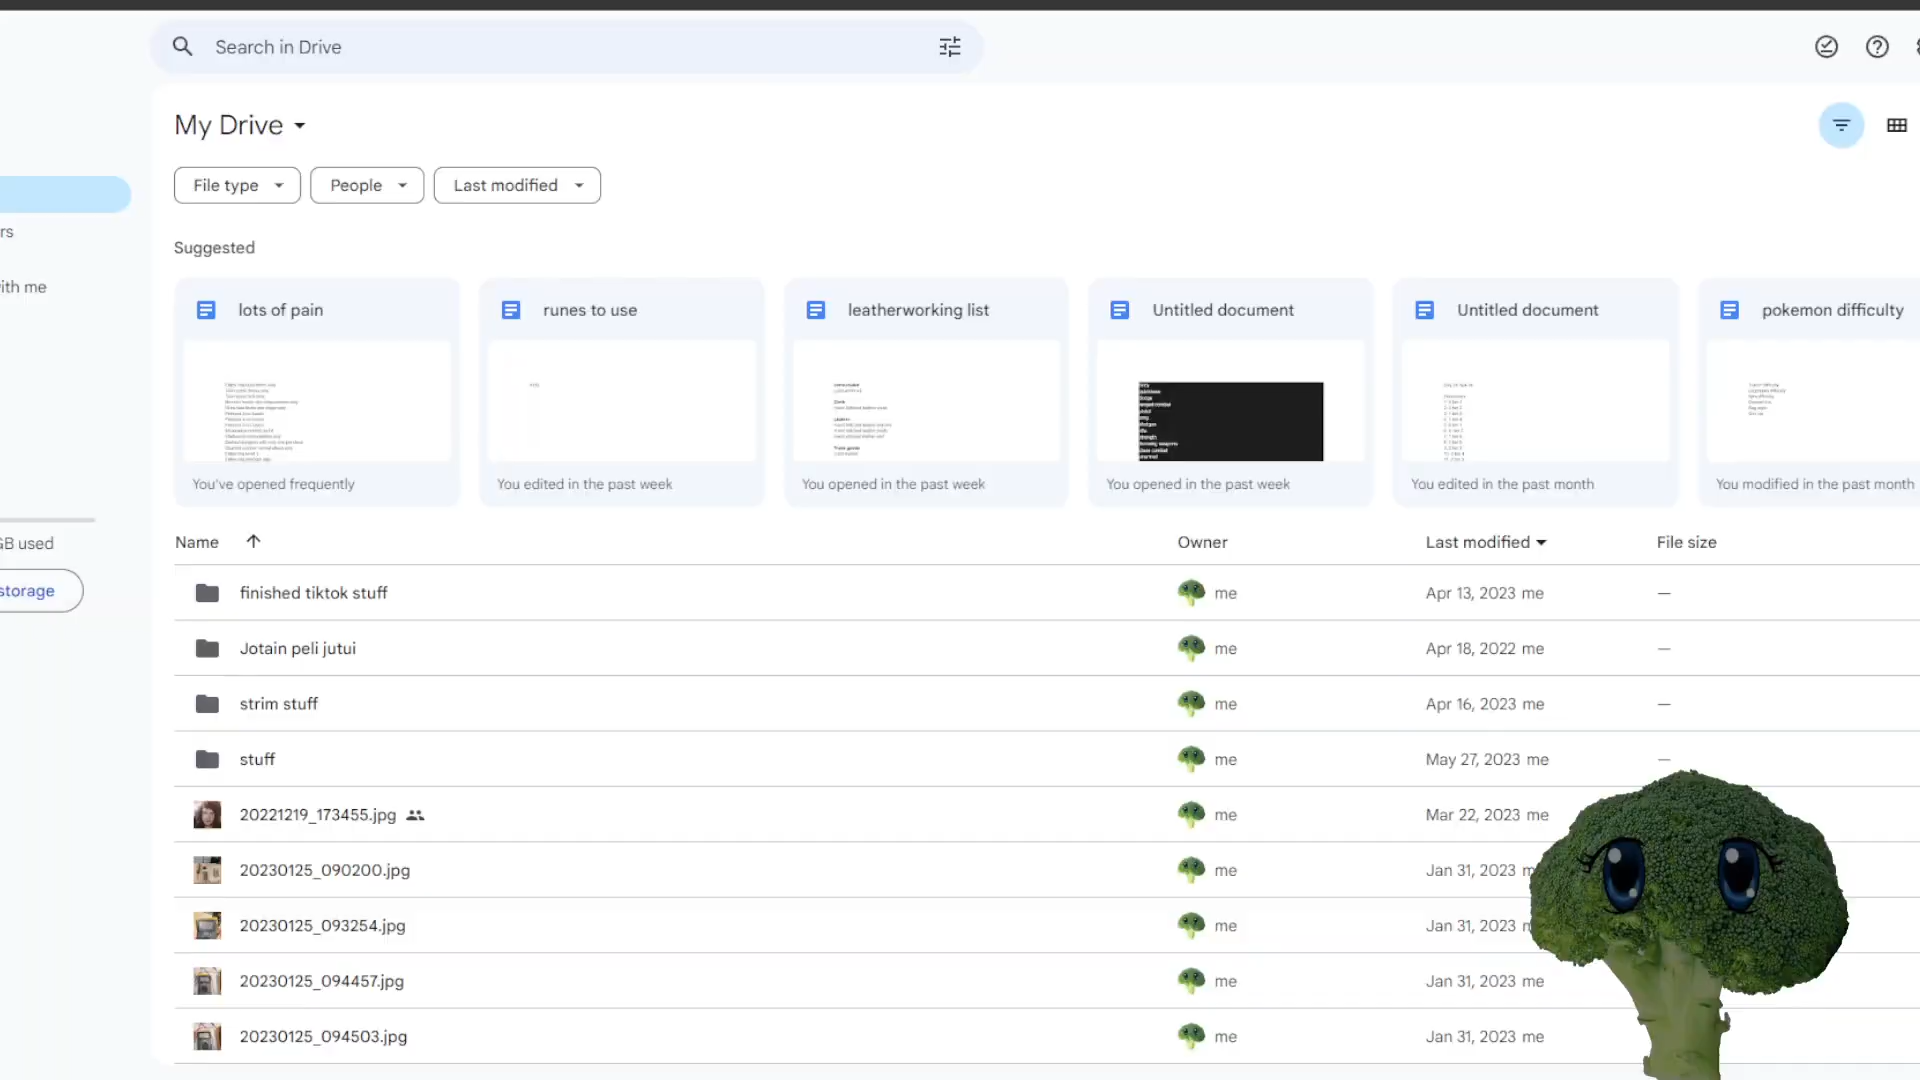 Search in Drive
My Drive
File type People Last modified
rs
Suggested
ith me
lots of pain
runes to use
leatherworking list
Untitled document
Untitled document
pokemon difficulty
You've opened frequently
You edited in the past week
You opened in the past week
You opened in the past week
You edited in the past month
You modified in the past month
GB used
storage
Name Owner Last modified File size
finished tiktok stuff me Apr 13, 2023 me —
Jotain peli jutui me Apr 18, 2022 me —
strim stuff me Apr 16, 2023 me —
stuff me May 27, 2023 me —
20221219_173455.jpg me Mar 22, 2023 me
20230125_090200.jpg me Jan 31, 2023 m
20230125_093254.jpg me Jan 31, 2023
20230125_094457.jpg me Jan 31, 2023 me
20230125_094503.jpg me Jan 31, 2023 me